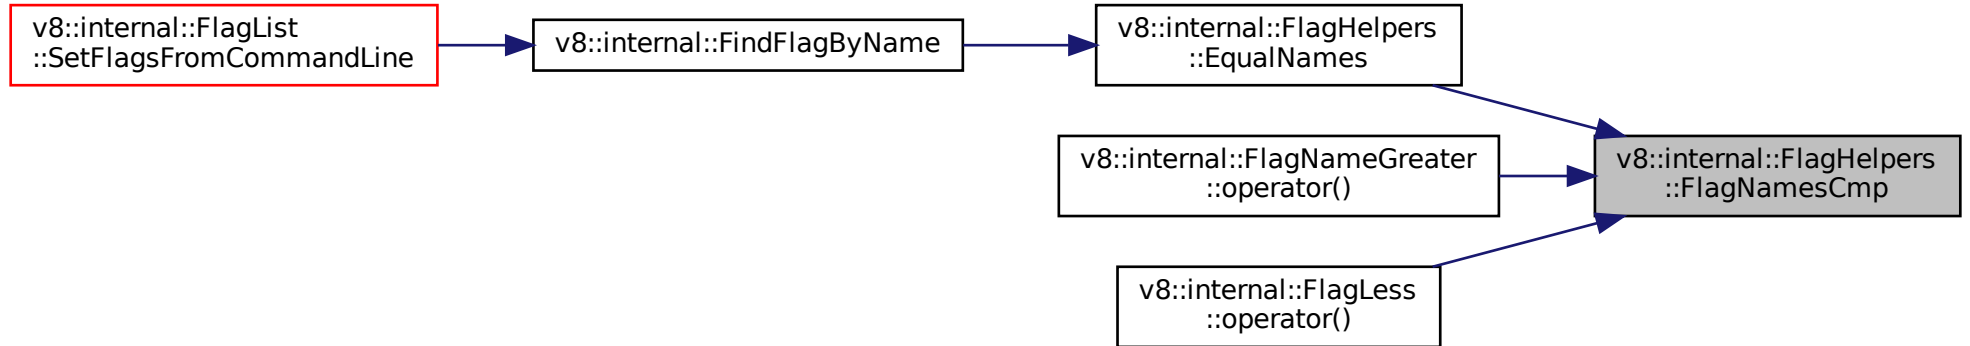 v8::internal::FlagList
::SetFlagsFromCommandLine
v8::internal::FindFlagByName
v8::internal::FlagHelpers
::EqualNames
v8::internal::FlagNameGreater
::operator()
v8::internal::FlagLess
::operator()
v8::internal::FlagHelpers
::FlagNamesCmp